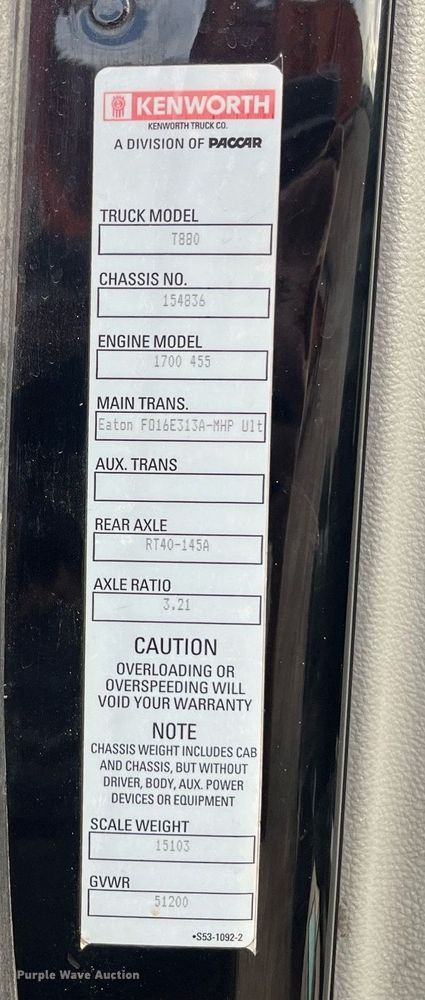 KENWORTH
KENWORTH TRUCK CO.
A DIVISION OF PACCAR
TRUCK MODEL
T880
CHASSIS NO.
154836
ENGINE MODEL
1700 455
MAIN TRANS.
Eaton FO16E313A-MHP Ult
AUX. TRANS
REAR AXLE
RT40-145A
AXLE RATIO
3.21
CAUTION
OVERLOADING OR
OVERSPEEDING WILL
VOID YOUR WARRANTY
NOTE
CHASSIS WEIGHT INCLUDES CAB
AND CHASSIS, BUT WITHOUT
DRIVER, BODY, AUX. POWER
DEVICES OR EQUIPMENT
SCALE WEIGHT
15103
GVWR
51200
•S53-1092-2
Purple Wave Auction